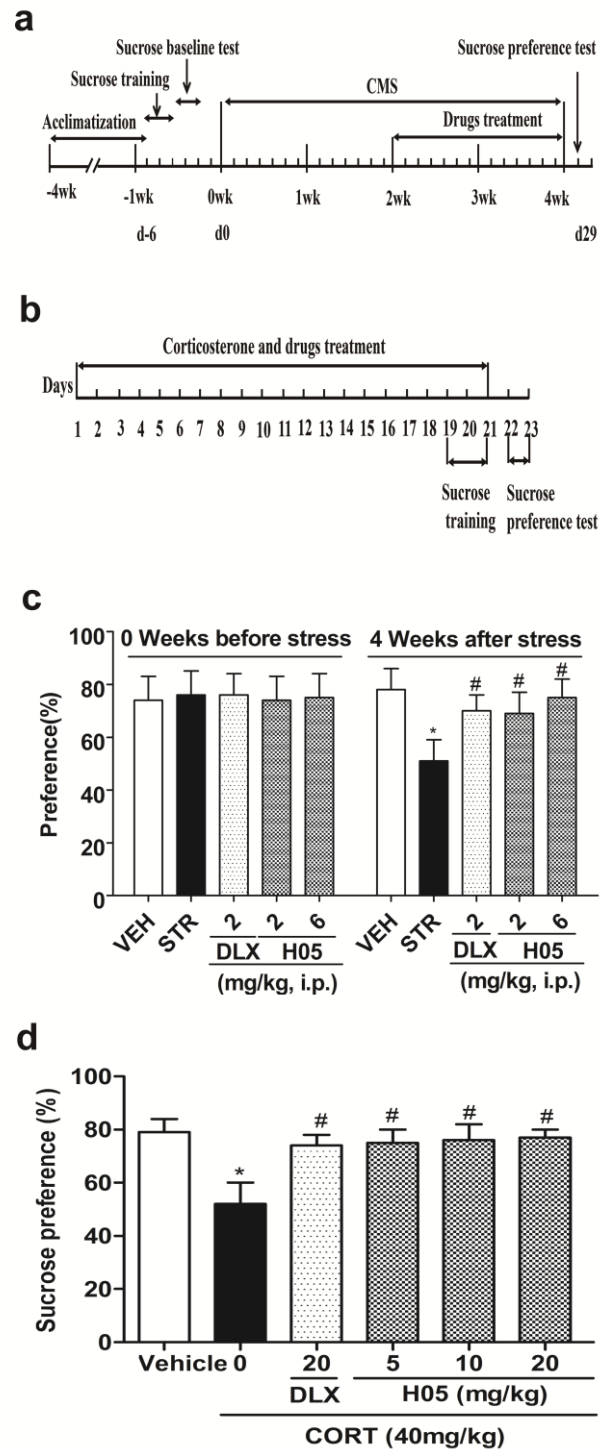 a
Sucrose baseline test
Sucrose preference test
Sucrose training
CMS
Acclimatization
Drugs treatment
-4wk -1wk 0wk 1wk 2wk 3wk 4wk
d-6 d0 d29
b
Corticosterone and drugs treatment
Days
1 2 3 4 5 6 7 8 9 10 11 12 13 14 15 16 17 18 19 20 21 22 23
Sucrose training
Sucrose preference test
c
0 Weeks before stress 4 Weeks after stress
Preference(%)
100
80
60
40
20
0
* # # #
VEH STR 2 2 6 VEH STR 2 2 6
DLX H05 DLX H05
(mg/kg, i.p.) (mg/kg, i.p.)
d
Sucrose preference (%)
100
80
60
40
20
0
* # # # #
Vehicle 0 20 5 10 20
DLX H05 (mg/kg)
CORT (40mg/kg)